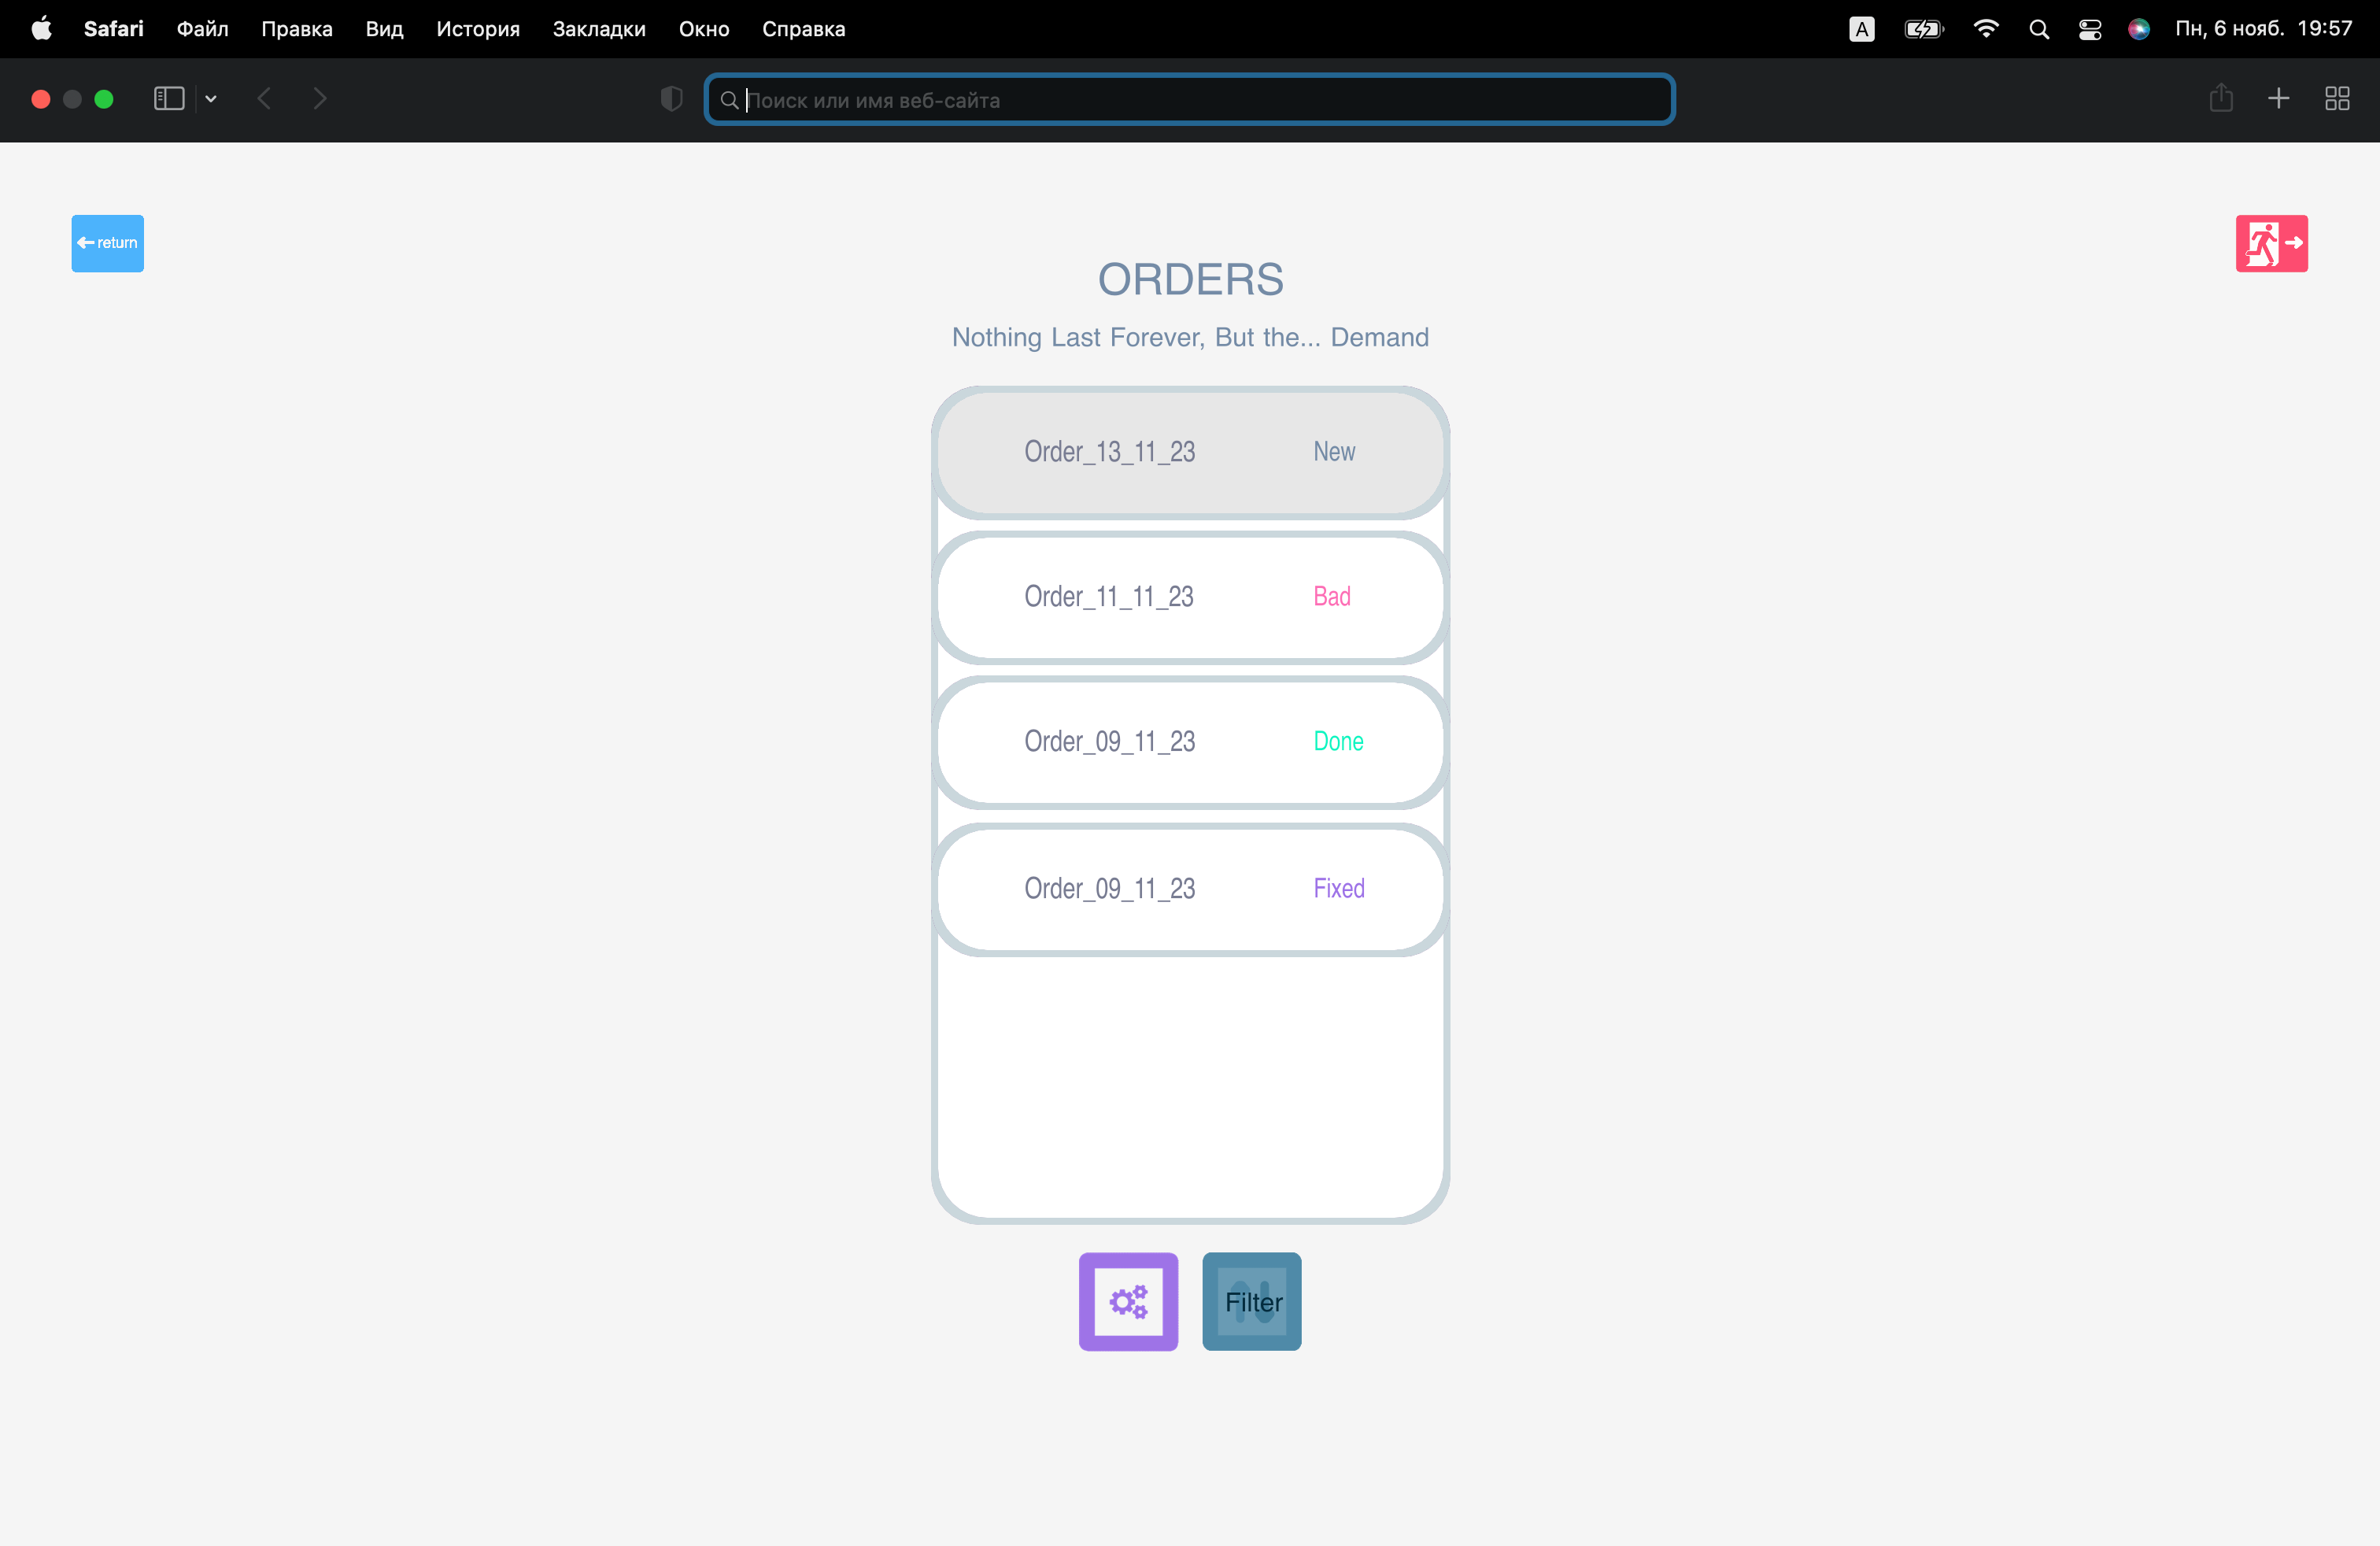 Safari Файл Правка Вид История Закладки Окно Справка A Пн, 6 нояб. 19:57
Поиск или имя веб-сайта
return
ORDERS
Nothing Last Forever, But the... Demand
Order_13_11_23 New
Order_11_11_23 Bad
Order_09_11_23 Done
Order_09_11_23 Fixed
Filter